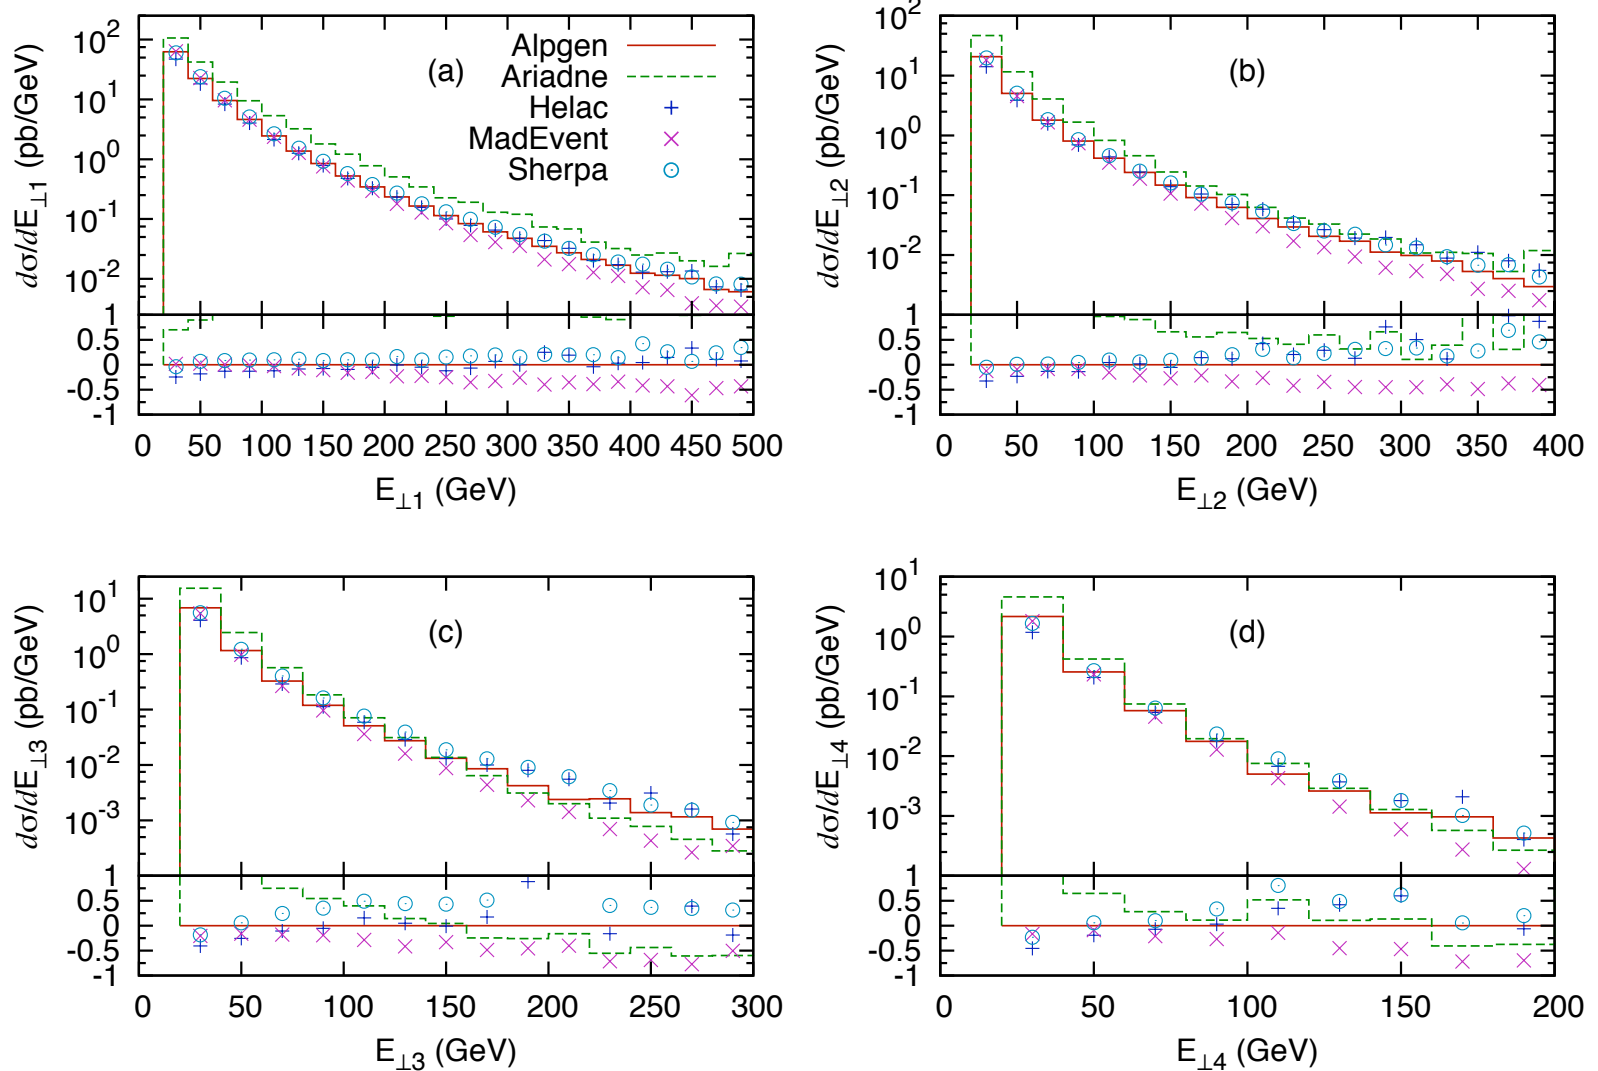 10^2
10^1
10^0
10^-1
10^-2
dσ/dE⊥1 (pb/GeV)
(a)
Alpgen
Ariadne
Helac
MadEvent
Sherpa
1
0.5
0
-0.5
-1
0 50 100 150 200 250 300 350 400 450 500
E⊥1 (GeV)
10^2
10^1
10^0
10^-1
10^-2
dσ/dE⊥2 (pb/GeV)
(b)
1
0.5
0
-0.5
-1
0 50 100 150 200 250 300 350 400
E⊥2 (GeV)
10^1
10^0
10^-1
10^-2
10^-3
dσ/dE⊥3 (pb/GeV)
(c)
1
0.5
0
-0.5
-1
0 50 100 150 200 250 300
E⊥3 (GeV)
10^1
10^0
10^-1
10^-2
10^-3
dσ/dE⊥4 (pb/GeV)
(d)
1
0.5
0
-0.5
-1
0 50 100 150 200
E⊥4 (GeV)